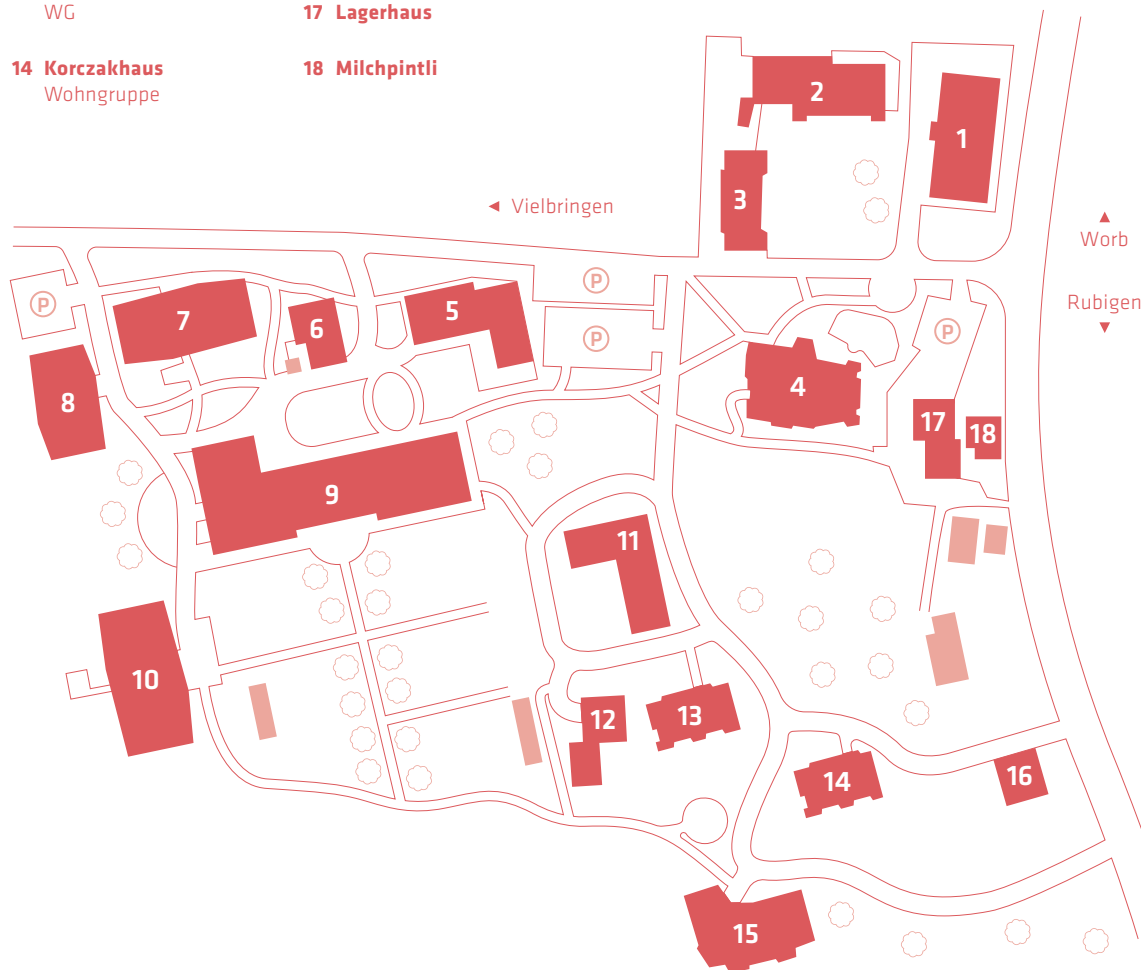 WG
14 Korczakhaus
Wohngruppe
17 Lagerhaus
18 Milchpintli
2
1
3
◄ Vielbringen
▲
Worb
Rubigen
▼
P
P
P
P
7
6
5
8
4
17
18
9
11
10
12
13
14
16
15